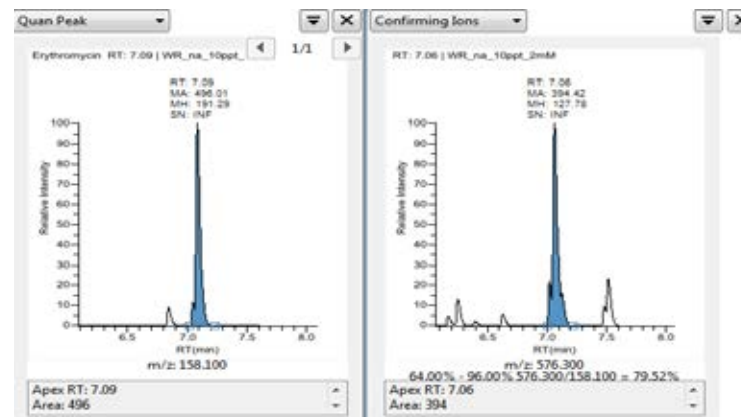 Quan Peak
Erythromycin RT: 7.09 | WR_na_10ppt_
1/1
RT: 7.09
MA: 496.01
MH: 191.29
SN: INF
100
90
80
70
60
50
40
30
20
10
0
Relative Intensity
6.5 7.0 7.5 8.0
RT(min)
m/z: 158.100
Apex RT: 7.09
Area: 496
Confirming Ions
RT: 7.06 | WR_na_10ppt_2mM
RT: 7.06
MA: 394.42
MH: 127.78
SN: INF
100
90
80
70
60
50
40
30
20
10
0
Relative Intensity
6.5 7.0 7.5 8.0
RT(min)
m/z: 576.300
64.00% - 96.00% 576.300/158.100 = 79.52%
Apex RT: 7.06
Area: 394